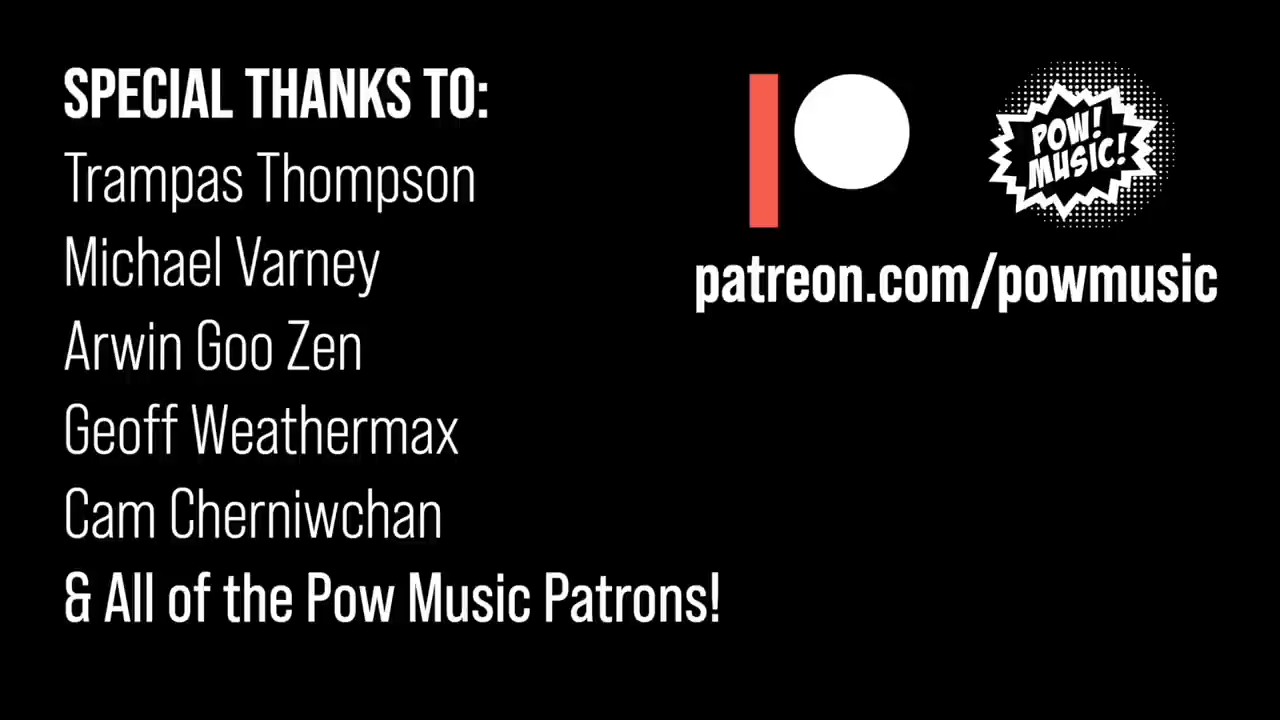 SPECIAL THANKS TO:
Trampas Thompson
Michael Varney
Arwin Goo Zen
Geoff Weathermax
Cam Cherniwchan
& All of the Pow Music Patrons!
POW!
MUSIC!
patreon.com/powmusic